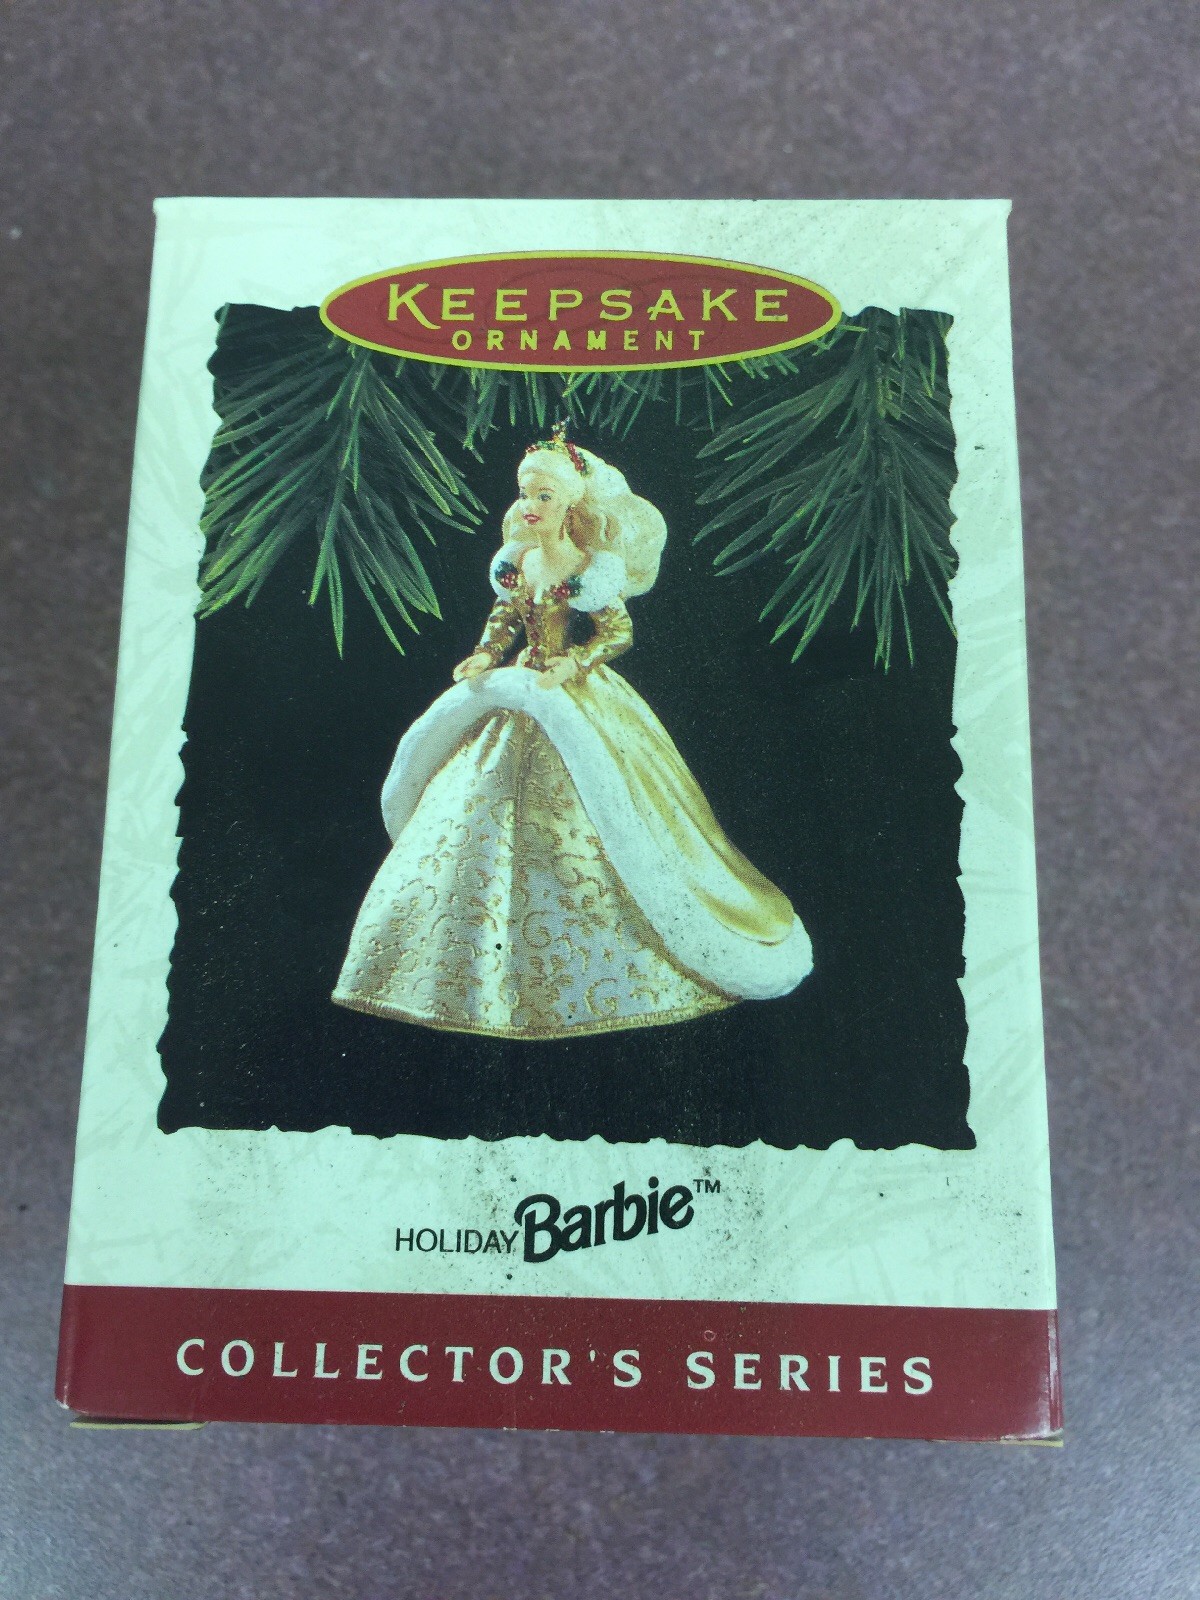 KEEPSAKE
ORNAMENT
HOLIDAY Barbie™
COLLECTOR'S SERIES